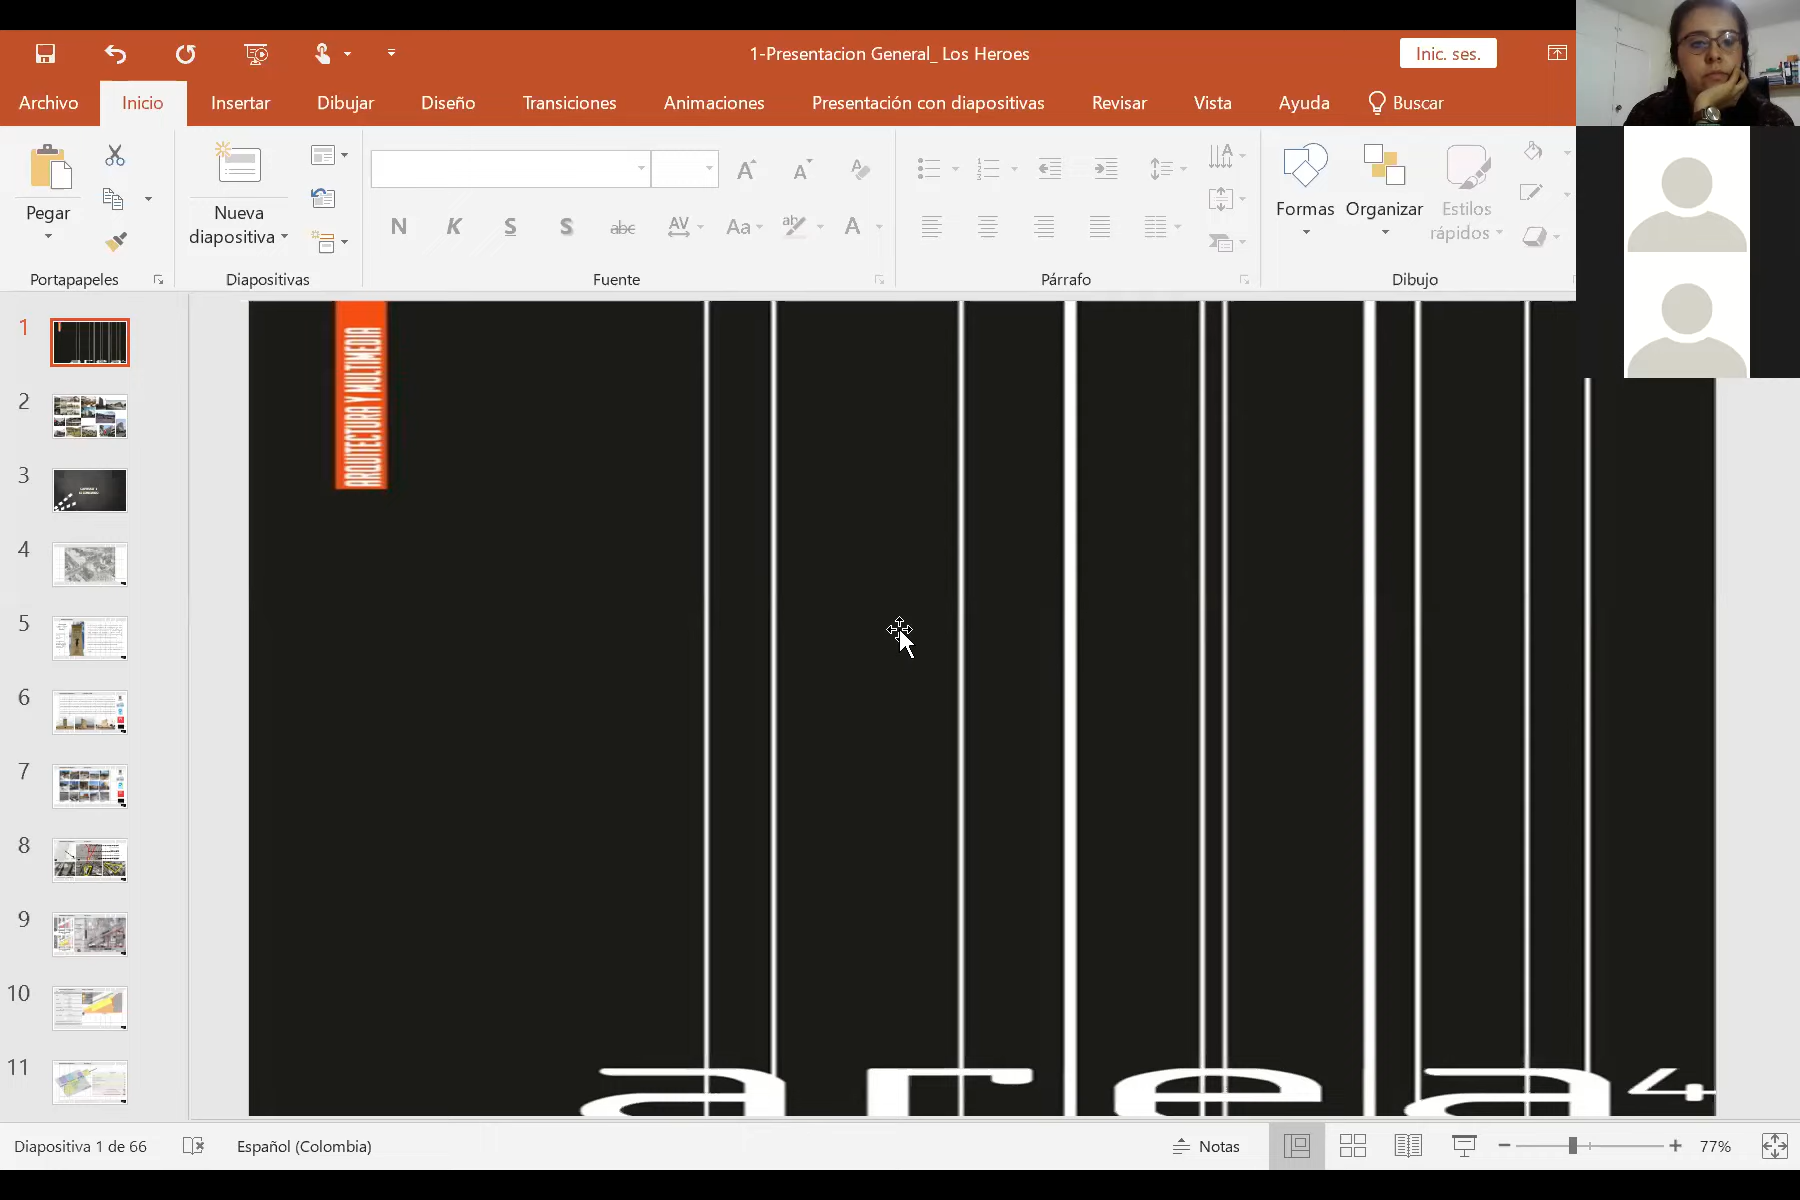 1-Presentacion General_ Los Heroes
Inic. ses.
Archivo
Inicio
Insertar
Dibujar
Diseño
Transiciones
Animaciones
Presentación con diapositivas
Revisar
Vista
Ayuda
Buscar
Pegar
Nueva
diapositiva
N K S S abc AV Aa ab A
Formas
Organizar
Estilos
rápidos
Portapapeles
Diapositivas
Fuente
Párrafo
Dibujo
1
2
3
4
5
6
7
8
9
10
11
ARQUITECTURA Y MULTIMEDIA
area4
Diapositiva 1 de 66
Español (Colombia)
Notas
77%